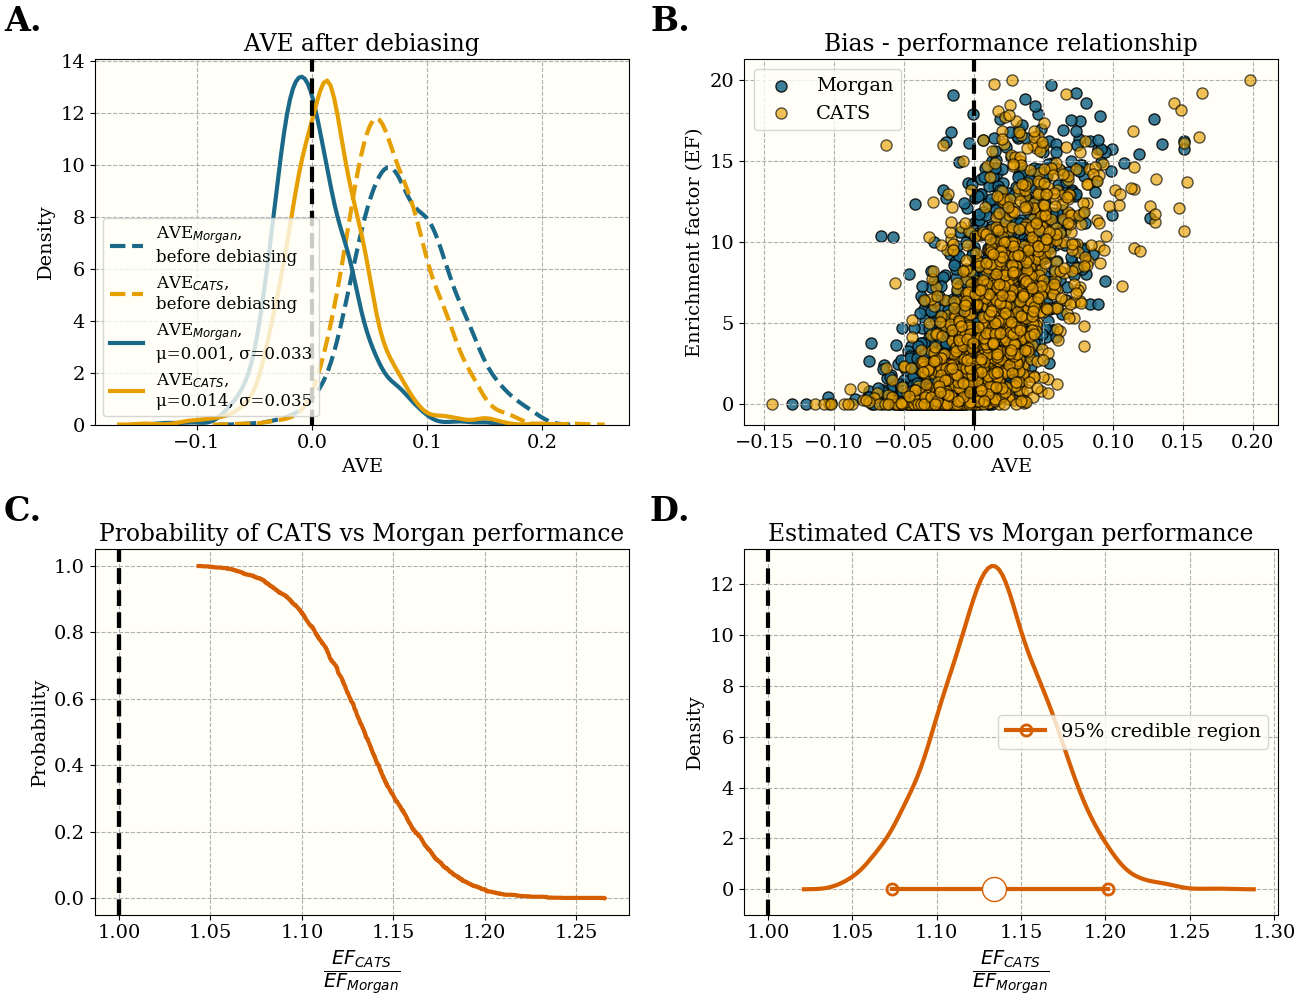 A.
AVE after debiasing
Density
14
12
10
8
6
4
2
0
AVE_Morgan,
before debiasing
AVE_CATS,
before debiasing
AVE_Morgan,
μ=0.001, σ=0.033
AVE_CATS,
μ=0.014, σ=0.035
−0.1 0.0 0.1 0.2
AVE
B.
Bias - performance relationship
Enrichment factor (EF)
20
15
10
5
0
Morgan
CATS
−0.15 −0.10 −0.05 0.00 0.05 0.10 0.15 0.20
AVE
C.
Probability of CATS vs Morgan performance
Probability
1.0
0.8
0.6
0.4
0.2
0.0
1.00 1.05 1.10 1.15 1.20 1.25
EF_CATS
EF_Morgan
D.
Estimated CATS vs Morgan performance
Density
12
10
8
6
4
2
0
95% credible region
1.00 1.05 1.10 1.15 1.20 1.25 1.30
EF_CATS
EF_Morgan